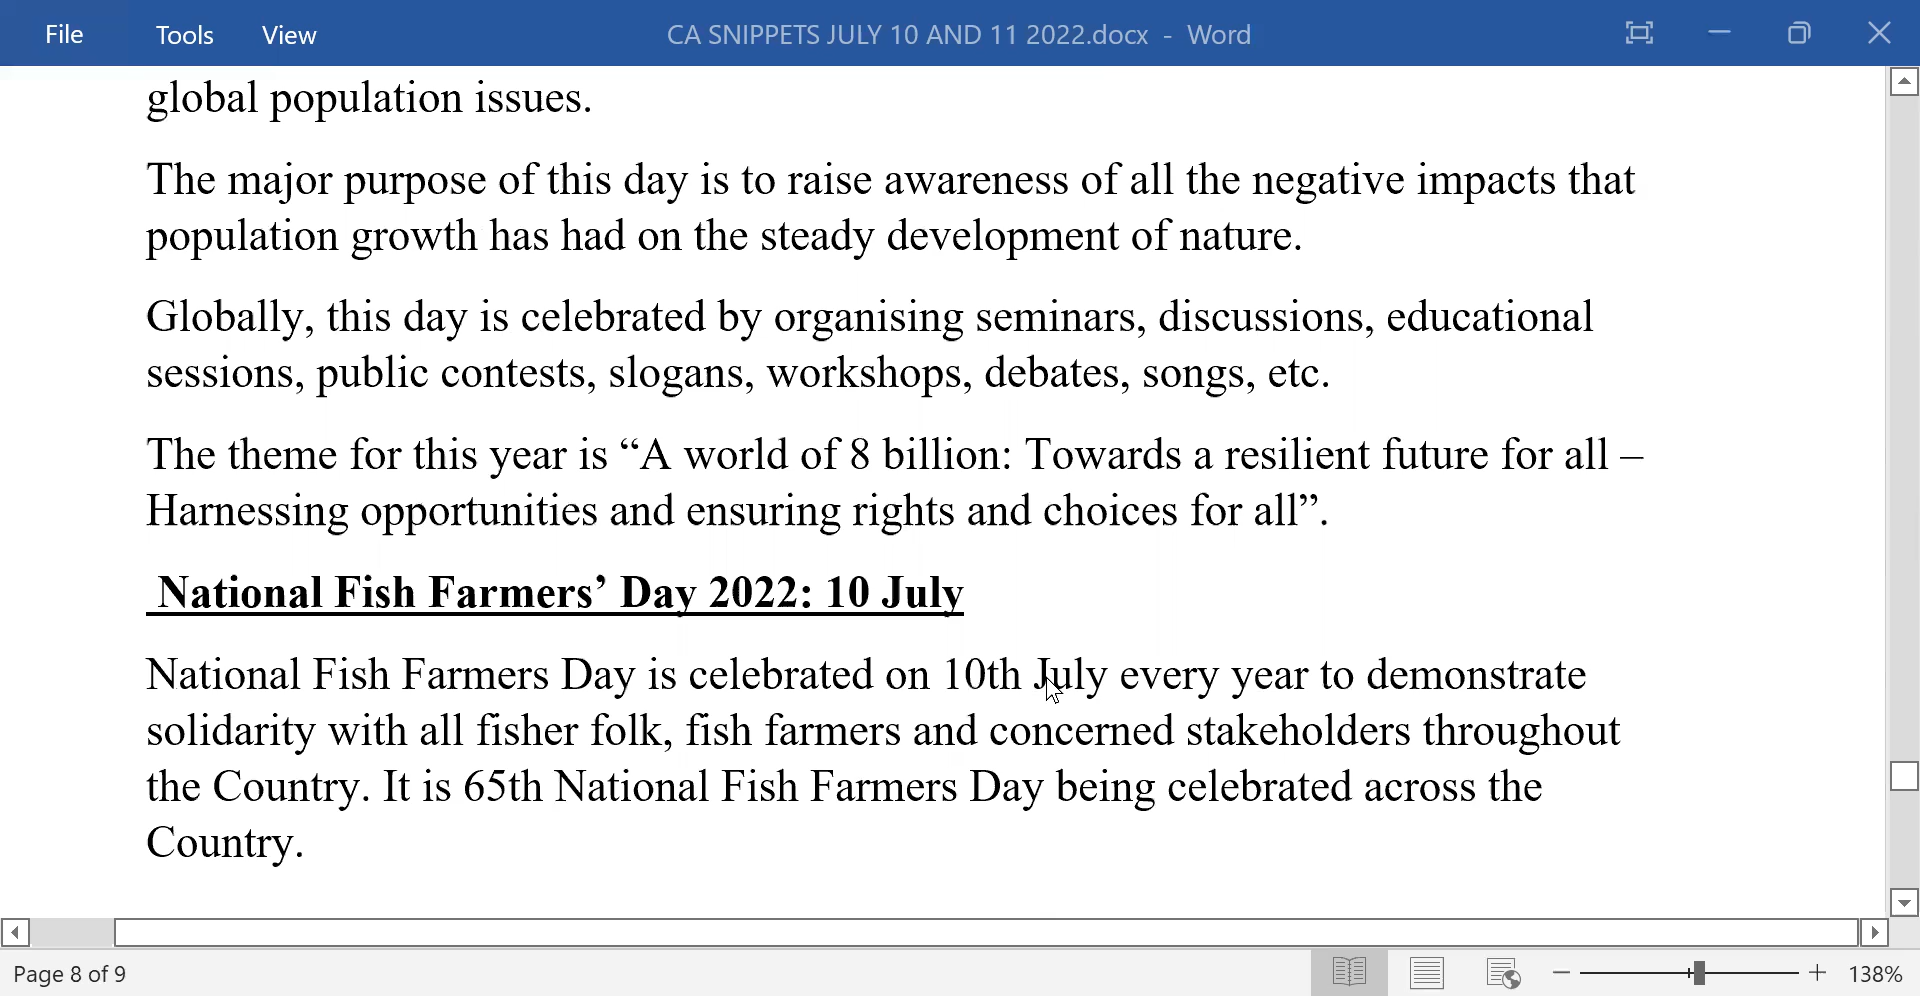 File Tools View CA SNIPPETS JULY 10 AND 11 2022.docx - Word
global population issues.
The major purpose of this day is to raise awareness of all the negative impacts that
population growth has had on the steady development of nature.
Globally, this day is celebrated by organising seminars, discussions, educational
sessions, public contests, slogans, workshops, debates, songs, etc.
The theme for this year is “A world of 8 billion: Towards a resilient future for all –
Harnessing opportunities and ensuring rights and choices for all”.
National Fish Farmers’ Day 2022: 10 July
National Fish Farmers Day is celebrated on 10th July every year to demonstrate
solidarity with all fisher folk, fish farmers and concerned stakeholders throughout
the Country. It is 65th National Fish Farmers Day being celebrated across the
Country.
Page 8 of 9 138%